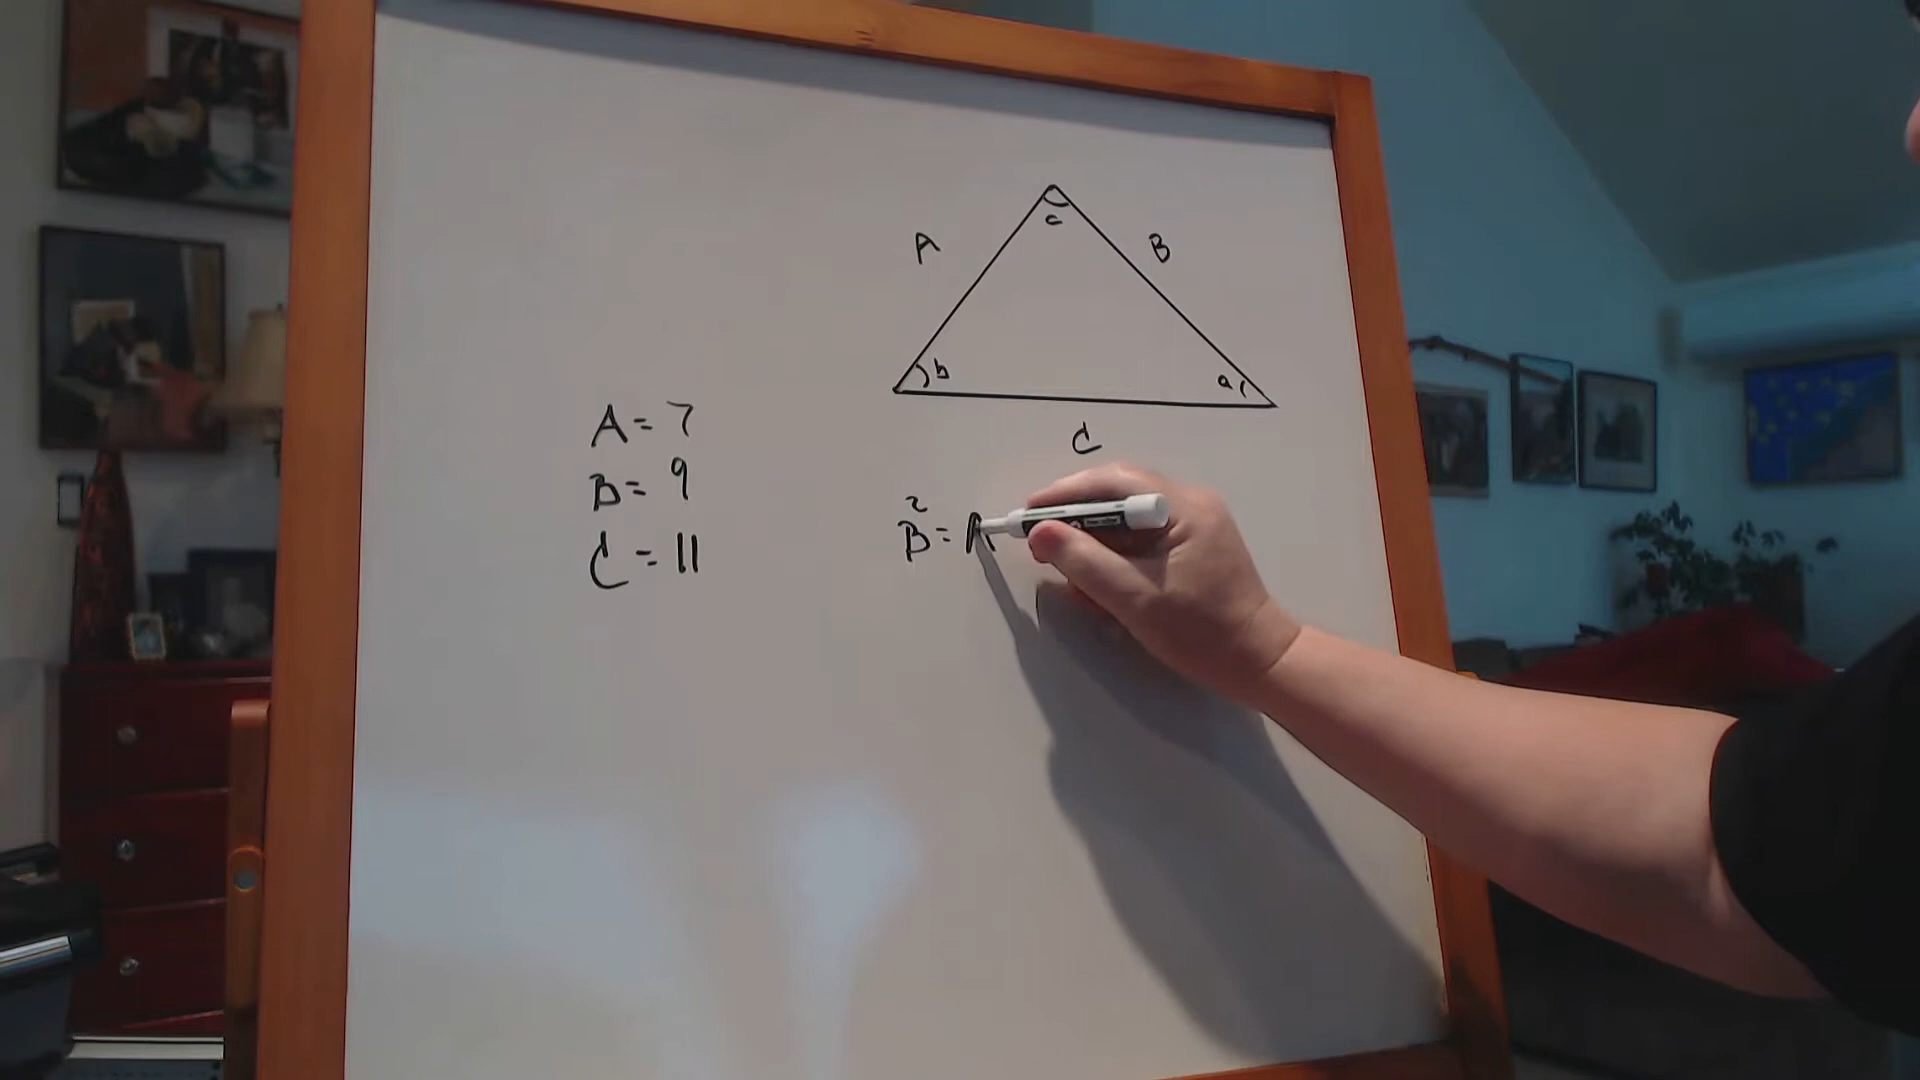 c
A B
b a
C
A = 7
B = 9
C = 11
B² = A